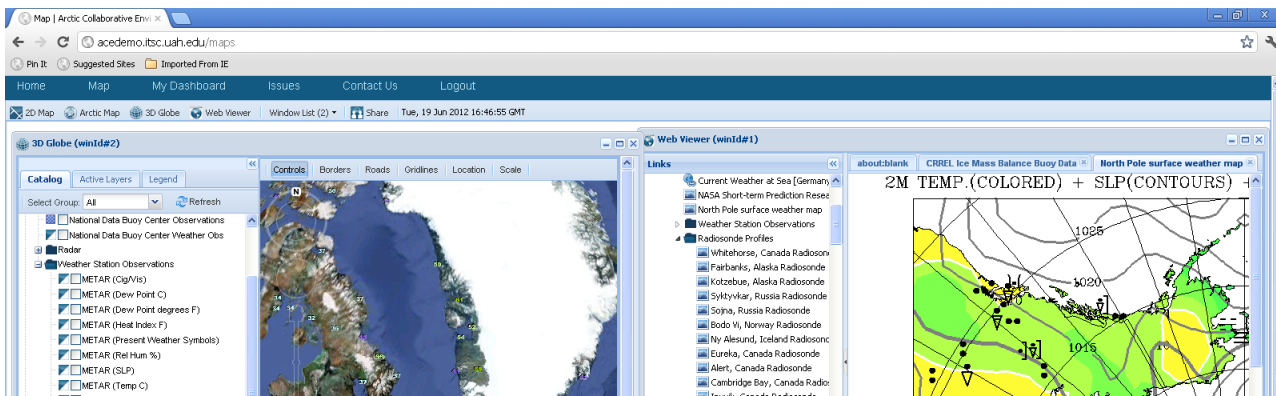 Map | Arctic Collaborative Envi
acedemo.itsc.uah.edu/maps
Pin It Suggested Sites Imported From IE
Home Map My Dashboard Issues Contact Us Logout
2D Map Arctic Map 3D Globe Web Viewer Window List (2) Share Tue, 19 Jun 2012 16:46:55 GMT
3D Globe (winId#2)
Catalog Active Layers Legend
Select Group: All Refresh
National Data Buoy Center Observations
National Data Buoy Center Weather Obs
Radar
Weather Station Observations
METAR (Cig/Vis)
METAR (Dew Point C)
METAR (Dew Point degrees F)
METAR (Heat Index F)
METAR (Present Weather Symbols)
METAR (Rel Hum %)
METAR (SLP)
METAR (Temp C)
Controls Borders Roads Gridlines Location Scale
N
Web Viewer (winId#1)
Links
Current Weather at Sea [Germany
NASA Short-term Prediction Resea
North Pole surface weather map
Weather Station Observations
Radiosonde Profiles
Whitehorse, Canada Radioson
Fairbanks, Alaska Radiosonde
Kotzebue, Alaska Radiosonde
Syktyvkar, Russia Radiosonde
Sojna, Russia Radiosonde
Bodo Vi, Norway Radiosonde
Ny Alesund, Iceland Radiosonc
Eureka, Canada Radiosonde
Alert, Canada Radiosonde
Cambridge Bay, Canada Radio
about:blank CRREL Ice Mass Balance Buoy Data North Pole surface weather map
2M TEMP.(COLORED) + SLP(CONTOURS) +
1025
1020
1015